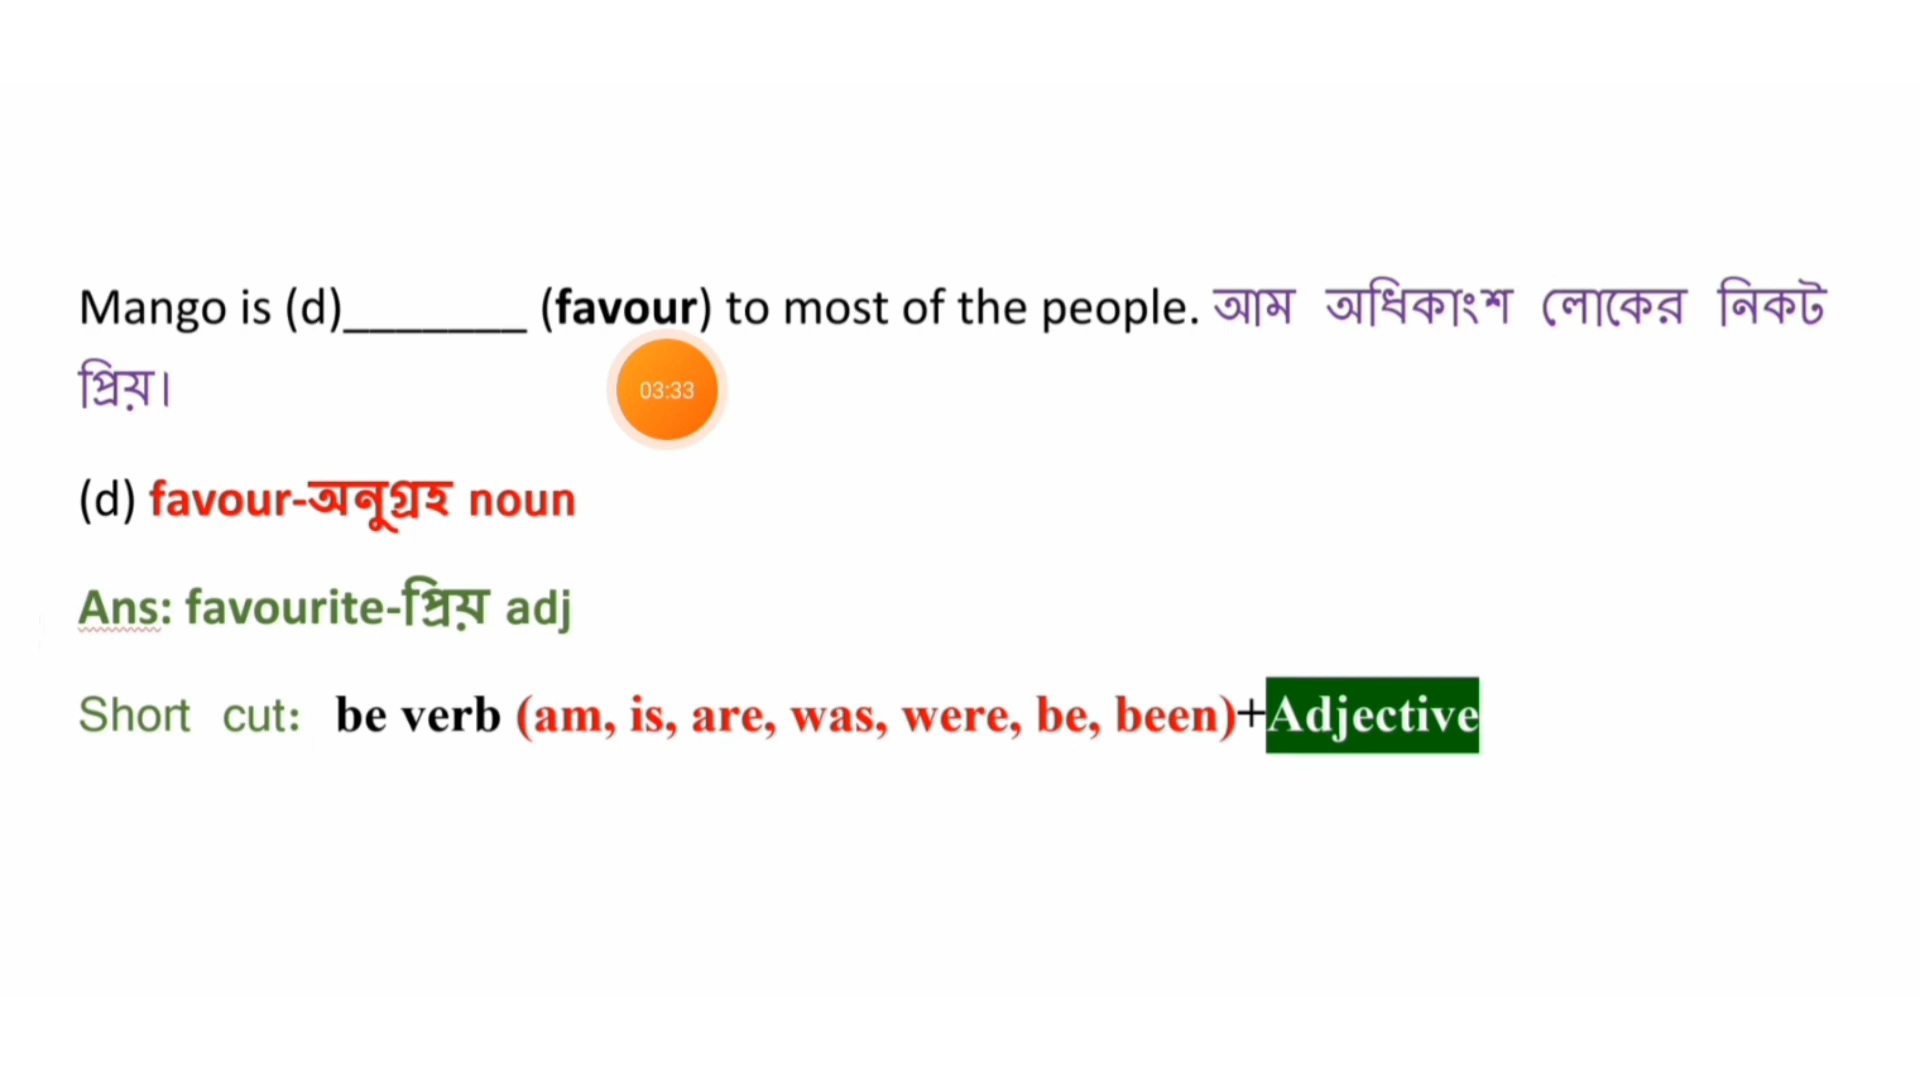 Mango is (d)_______ (favour) to most of the people. আম অধিকাংশ লোকের নিকট
প্রিয়।
03:33
(d) favour-অনুগ্রহ noun
Ans: favourite-প্রিয় adj
Short cut: be verb (am, is, are, was, were, be, been)+Adjective